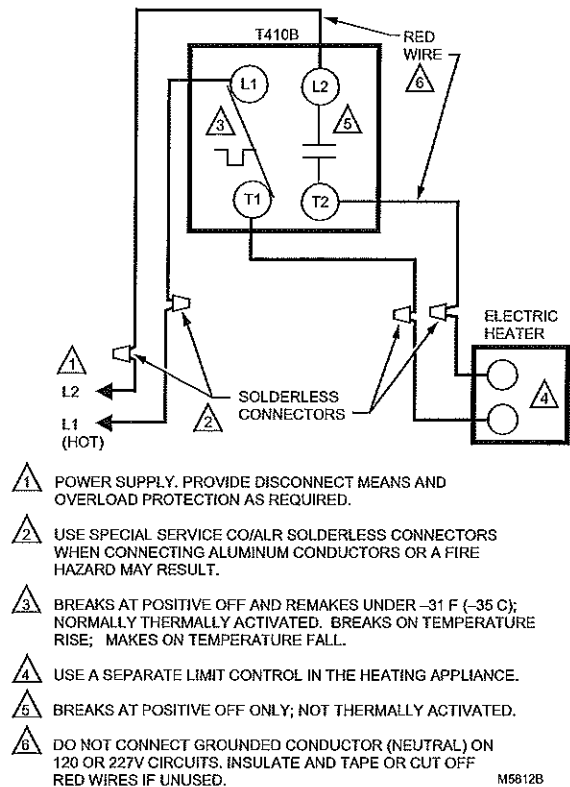 T410B
RED
WIRE
6
L1
L2
3
5
T1
T2
ELECTRIC
HEATER
1
4
L2
SOLDERLESS
CONNECTORS
L1
(HOT)
2
1 POWER SUPPLY. PROVIDE DISCONNECT MEANS AND
OVERLOAD PROTECTION AS REQUIRED.
2 USE SPECIAL SERVICE CO/ALR SOLDERLESS CONNECTORS
WHEN CONNECTING ALUMINUM CONDUCTORS OR A FIRE
HAZARD MAY RESULT.
3 BREAKS AT POSITIVE OFF AND REMAKES UNDER –31 F (–35 C);
NORMALLY THERMALLY ACTIVATED. BREAKS ON TEMPERATURE
RISE; MAKES ON TEMPERATURE FALL.
4 USE A SEPARATE LIMIT CONTROL IN THE HEATING APPLIANCE.
5 BREAKS AT POSITIVE OFF ONLY; NOT THERMALLY ACTIVATED.
6 DO NOT CONNECT GROUNDED CONDUCTOR (NEUTRAL) ON
120 OR 227V CIRCUITS. INSULATE AND TAPE OR CUT OFF
RED WIRES IF UNUSED.
M5812B